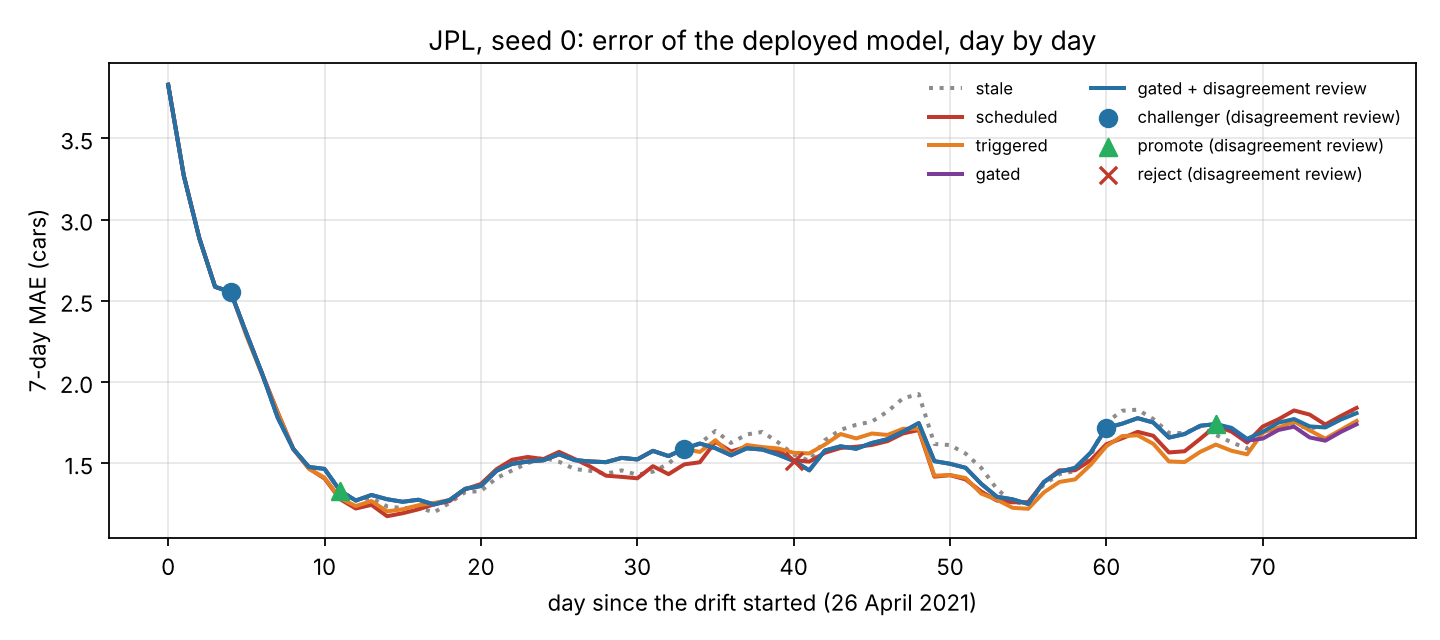 JPL, seed 0: error of the deployed model, day by day
stale
scheduled
triggered
gated
gated + disagreement review
challenger (disagreement review)
promote (disagreement review)
reject (disagreement review)
7-day MAE (cars)
3.5
3.0
2.5
2.0
1.5
0 10 20 30 40 50 60 70
day since the drift started (26 April 2021)